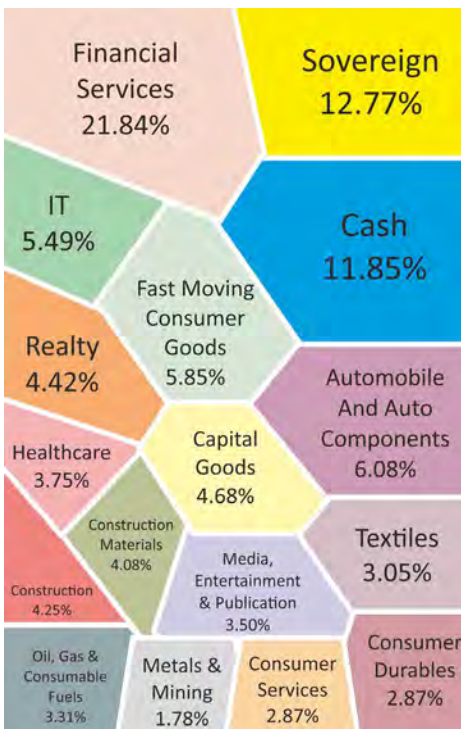 Financial
Services
21.84%
Sovereign
12.77%
IT
5.49%
Cash
11.85%
Fast Moving
Consumer
Goods
5.85%
Realty
4.42%
Automobile
And Auto
Components
6.08%
Healthcare
3.75%
Capital
Goods
4.68%
Construction
Materials
4.08%
Textiles
3.05%
Media,
Entertainment
& Publication
3.50%
Construction
4.25%
Oil, Gas &
Consumable
Fuels
3.31%
Metals &
Mining
1.78%
Consumer
Services
2.87%
Consumer
Durables
2.87%